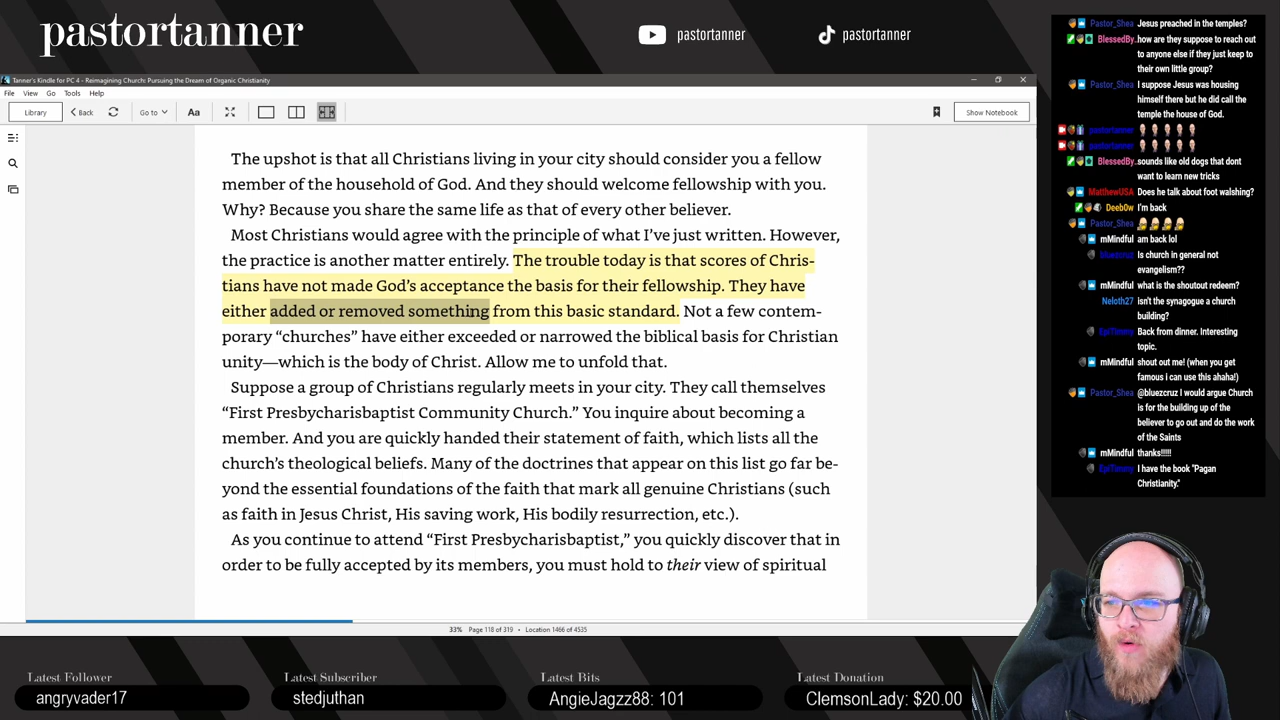 pastortanner
pastortanner
pastortanner
Tanner's Kindle for PC 4 - Reimagining Church: Pursuing the Dream of Organic Christianity
File View Go Tools Help
Library
Back
Go to
Aa
Show Notebook
The upshot is that all Christians living in your city should consider you a fellow
member of the household of God. And they should welcome fellowship with you.
Why? Because you share the same life as that of every other believer.
Most Christians would agree with the principle of what I've just written. However,
the practice is another matter entirely. The trouble today is that scores of Chris-
tians have not made God's acceptance the basis for their fellowship. They have
either added or removed something from this basic standard. Not a few contem-
porary “churches” have either exceeded or narrowed the biblical basis for Christian
unity—which is the body of Christ. Allow me to unfold that.
Suppose a group of Christians regularly meets in your city. They call themselves
“First Presbycharisbaptist Community Church.” You inquire about becoming a
member. And you are quickly handed their statement of faith, which lists all the
church's theological beliefs. Many of the doctrines that appear on this list go far be-
yond the essential foundations of the faith that mark all genuine Christians (such
as faith in Jesus Christ, His saving work, His bodily resurrection, etc.).
As you continue to attend “First Presbycharisbaptist,” you quickly discover that in
order to be fully accepted by its members, you must hold to their view of spiritual
33% Page 118 of 319 • Location 1466 of 4535
Pastor_Shea Jesus preached in the temples?
BlessedBy.. how are they suppose to reach out
to anyone else if they just keep to
their own little group?
Pastor_Shea I suppose Jesus was housing
himself there but he did call the
temple the house of God.
pastortanner
pastortanner
BlessedBy.. sounds like old dogs that dont
want to learn new tricks
MatthewUSA Does he talk about foot walshing?
Deeb0w I'm back
Pastor_Shea
mMindful am back lol
bluezcruz Is church in general not
evangelism??
mMindful what is the shoutout redeem?
Neloth27 isn't the synagogue a church
building?
EpiTimmy Back from dinner. Interesting
topic.
mMindful shout out me! (when you get
famous i can use this ahaha!)
Pastor_Shea @bluezcruz I would argue Church
is for the building up of the
believer to go out and do the work
of the Saints
mMindful thanks!!!!!
EpiTimmy I have the book "Pagan
Christianity."
Latest Follower
angryvader17
Latest Subscriber
stedjuthan
Latest Bits
AngieJagzz88: 101
Latest Donation
ClemsonLady: $20.00